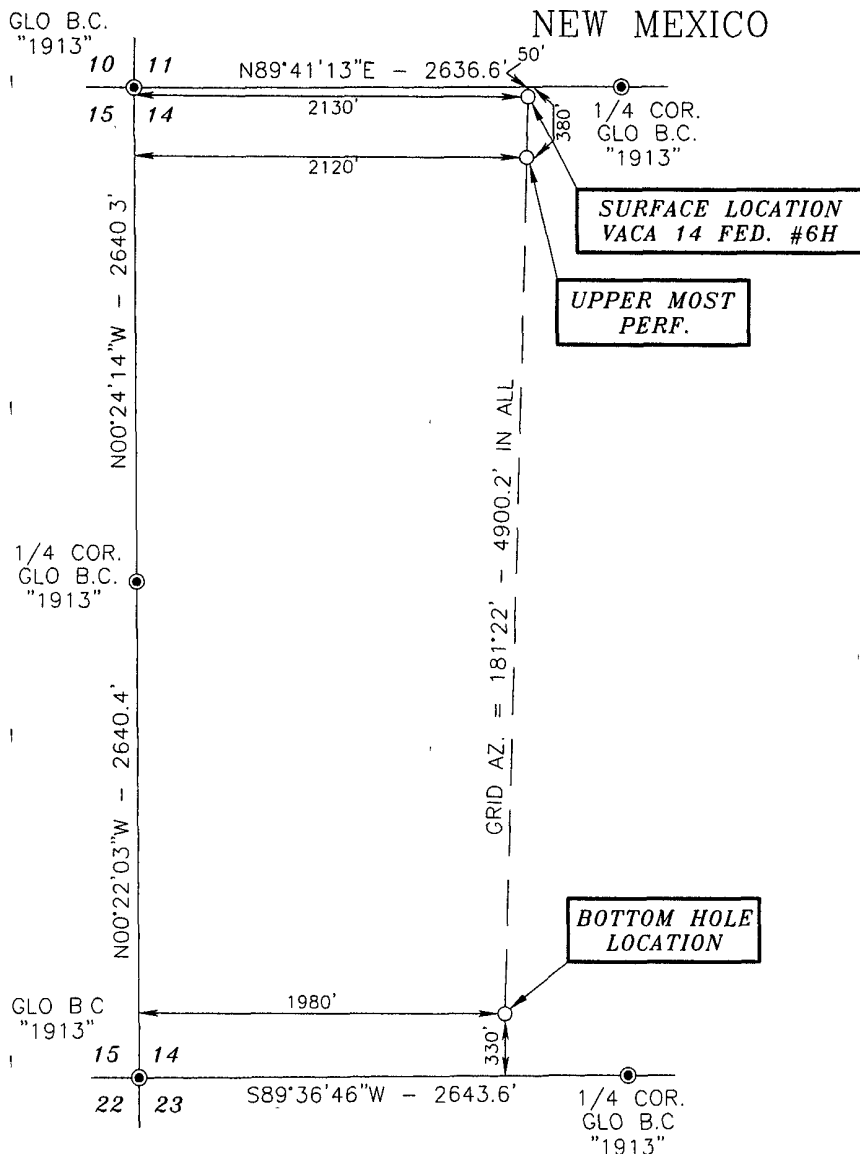 GLO B.C.
"1913"
NEW MEXICO
50'
10 11
N89°41'13"E - 2636.6'
15 14
2130'
380'
1/4 COR.
GLO B.C.
"1913"
2120'
SURFACE LOCATION
VACA 14 FED. #6H
UPPER MOST
PERF.
N00°24'14"W - 2640 3'
GRID AZ. = 181°22' - 4900.2' IN ALL
1/4 COR.
GLO B.C.
"1913"
N00°22'03"W - 2640.4'
BOTTOM HOLE
LOCATION
GLO B C
"1913"
1980'
330'
15 14
22 23
S89°36'46"W - 2643.6'
1/4 COR.
GLO B.C
"1913"